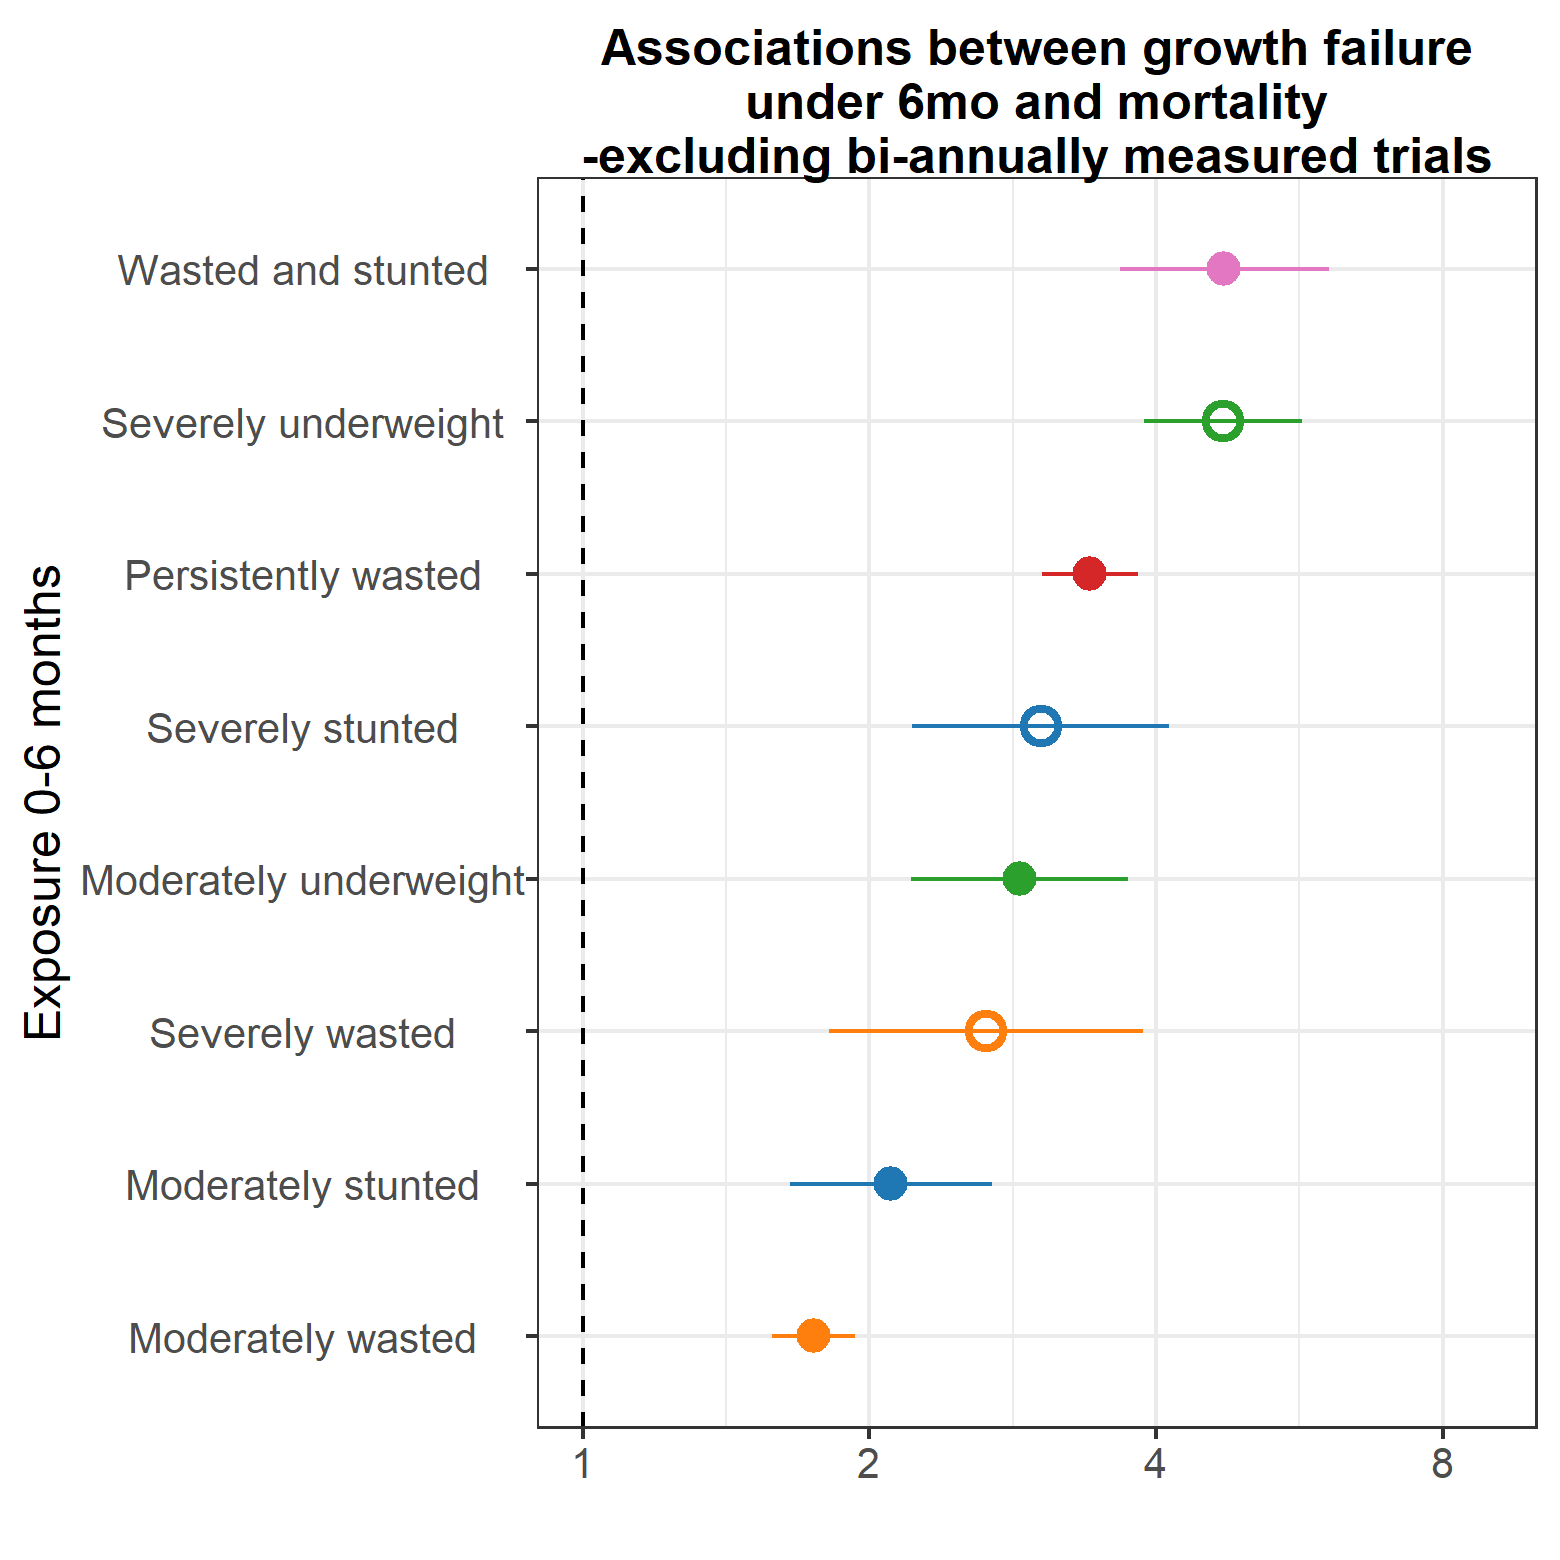 Associations between growth failure
under 6mo and mortality
-excluding bi-annually measured trials
Exposure 0-6 months
Wasted and stunted
Severely underweight
Persistently wasted
Severely stunted
Moderately underweight
Severely wasted
Moderately stunted
Moderately wasted
1 2 4 8